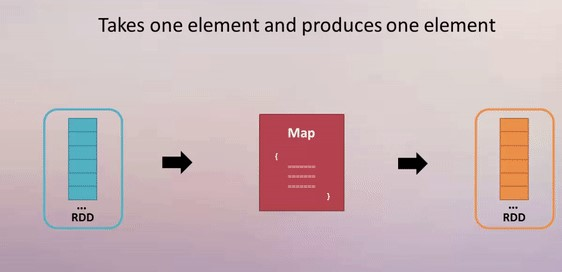 Takes one element and produces one element
Map
{
=======
=======
=======
}
...
RDD
...
RDD